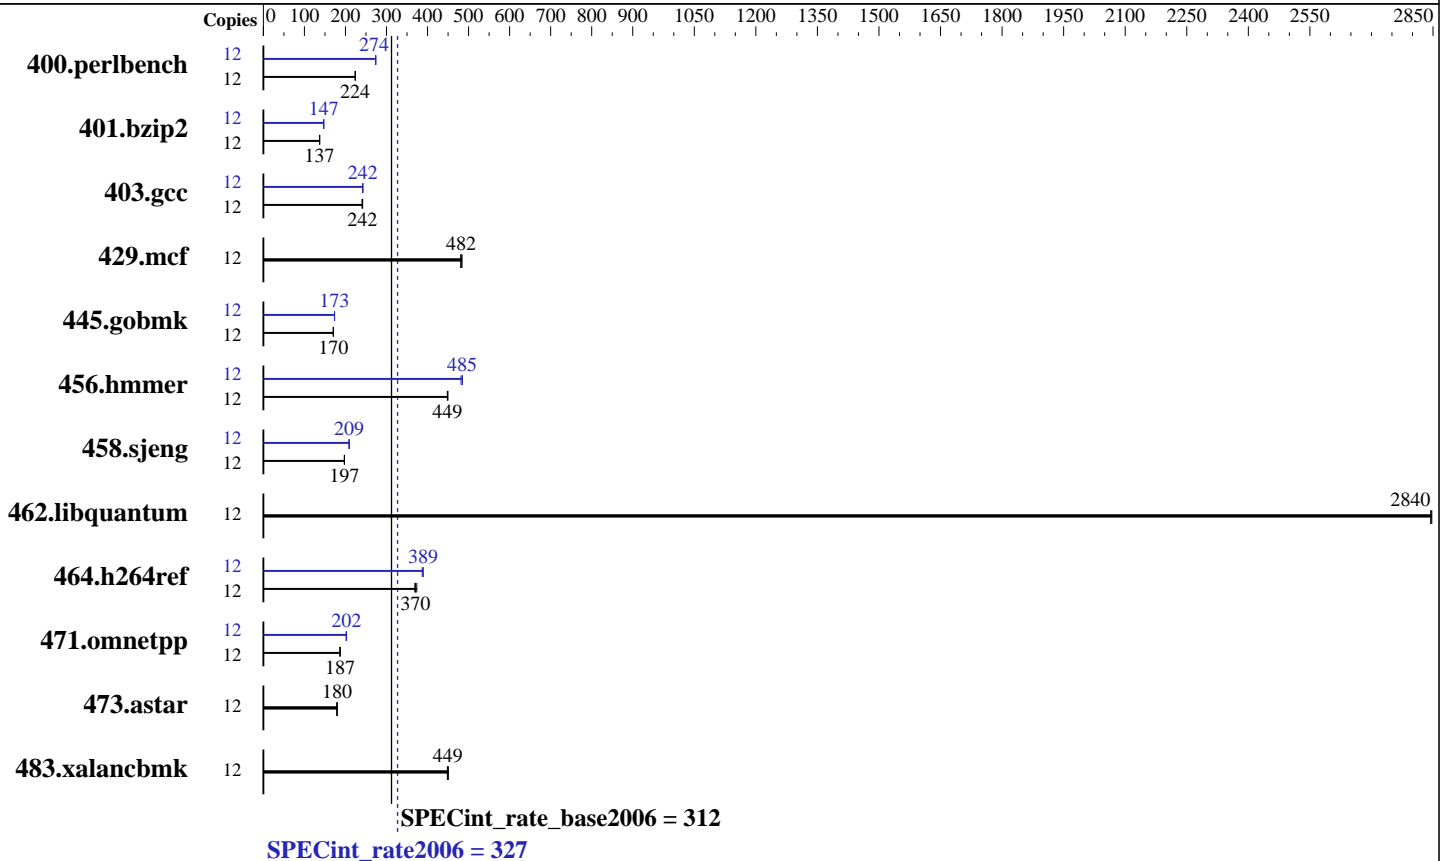 Copies 0 100 200 300 400 500 600 700 800 900 1050 1200 1350 1500 1650 1800 1950 2100 2250 2400 2550 2850
400.perlbench 12 274
12 224
401.bzip2 12 147
12 137
403.gcc 12 242
12 242
429.mcf 12 482
445.gobmk 12 173
12 170
456.hmmer 12 485
12 449
458.sjeng 12 209
12 197
462.libquantum 12 2840
464.h264ref 12 389
12 370
471.omnetpp 12 202
12 187
473.astar 12 180
483.xalancbmk 12 449
SPECint_rate_base2006 = 312
SPECint_rate2006 = 327